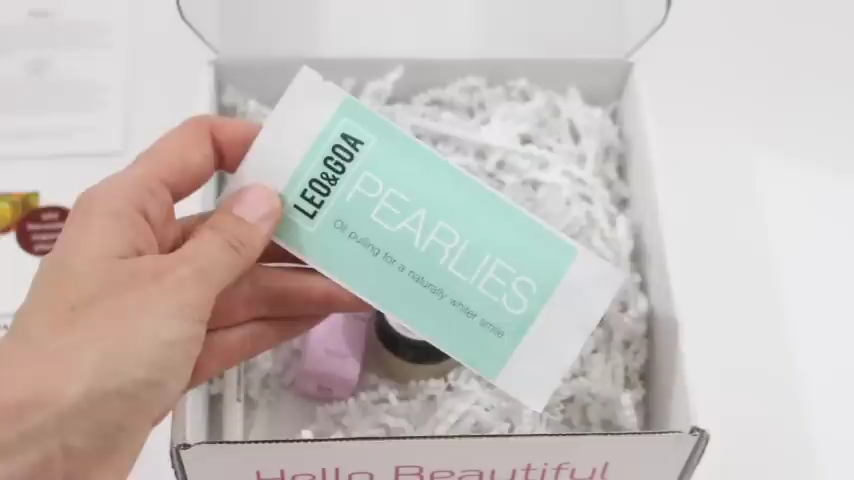 LEO&GOA
PEARLIES
Oil pulling for a naturally whiter smile
Hello Beautiful